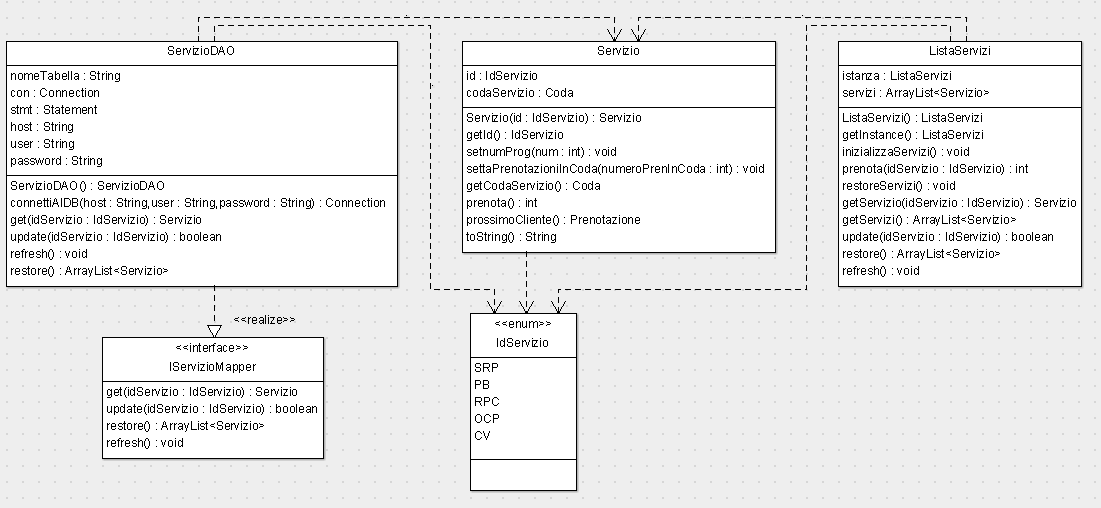 ServizioDAO
nomeTabella : String
con : Connection
stmt : Statement
host : String
user : String
password : String
ServizioDAO() : ServizioDAO
connettiAlDB(host : String,user : String,password : String) : Connection
get(idServizio : IdServizio) : Servizio
update(idServizio : IdServizio) : boolean
refresh() : void
restore() : ArrayList<Servizio>
Servizio
id : IdServizio
codaServizio : Coda
Servizio(id : IdServizio) : Servizio
getId() : IdServizio
setnumProg(num : int) : void
settaPrenotazioniInCoda(numeroPrenInCoda : int) : void
getCodaServizio() : Coda
prenota() : int
prossimoCliente() : Prenotazione
toString() : String
ListaServizi
istanza : ListaServizi
servizi : ArrayList<Servizio>
ListaServizi() : ListaServizi
getInstance() : ListaServizi
inizializzaServizi() : void
prenota(idServizio : IdServizio) : int
restoreServizi() : void
getServizio(idServizio : IdServizio) : Servizio
getServizi() : ArrayList<Servizio>
update(idServizio : IdServizio) : boolean
restore() : ArrayList<Servizio>
refresh() : void
<<realize>>
<<interface>>
IServizioMapper
get(idServizio : IdServizio) : Servizio
update(idServizio : IdServizio) : boolean
restore() : ArrayList<Servizio>
refresh() : void
<<enum>>
IdServizio
SRP
PB
RPC
OCP
CV